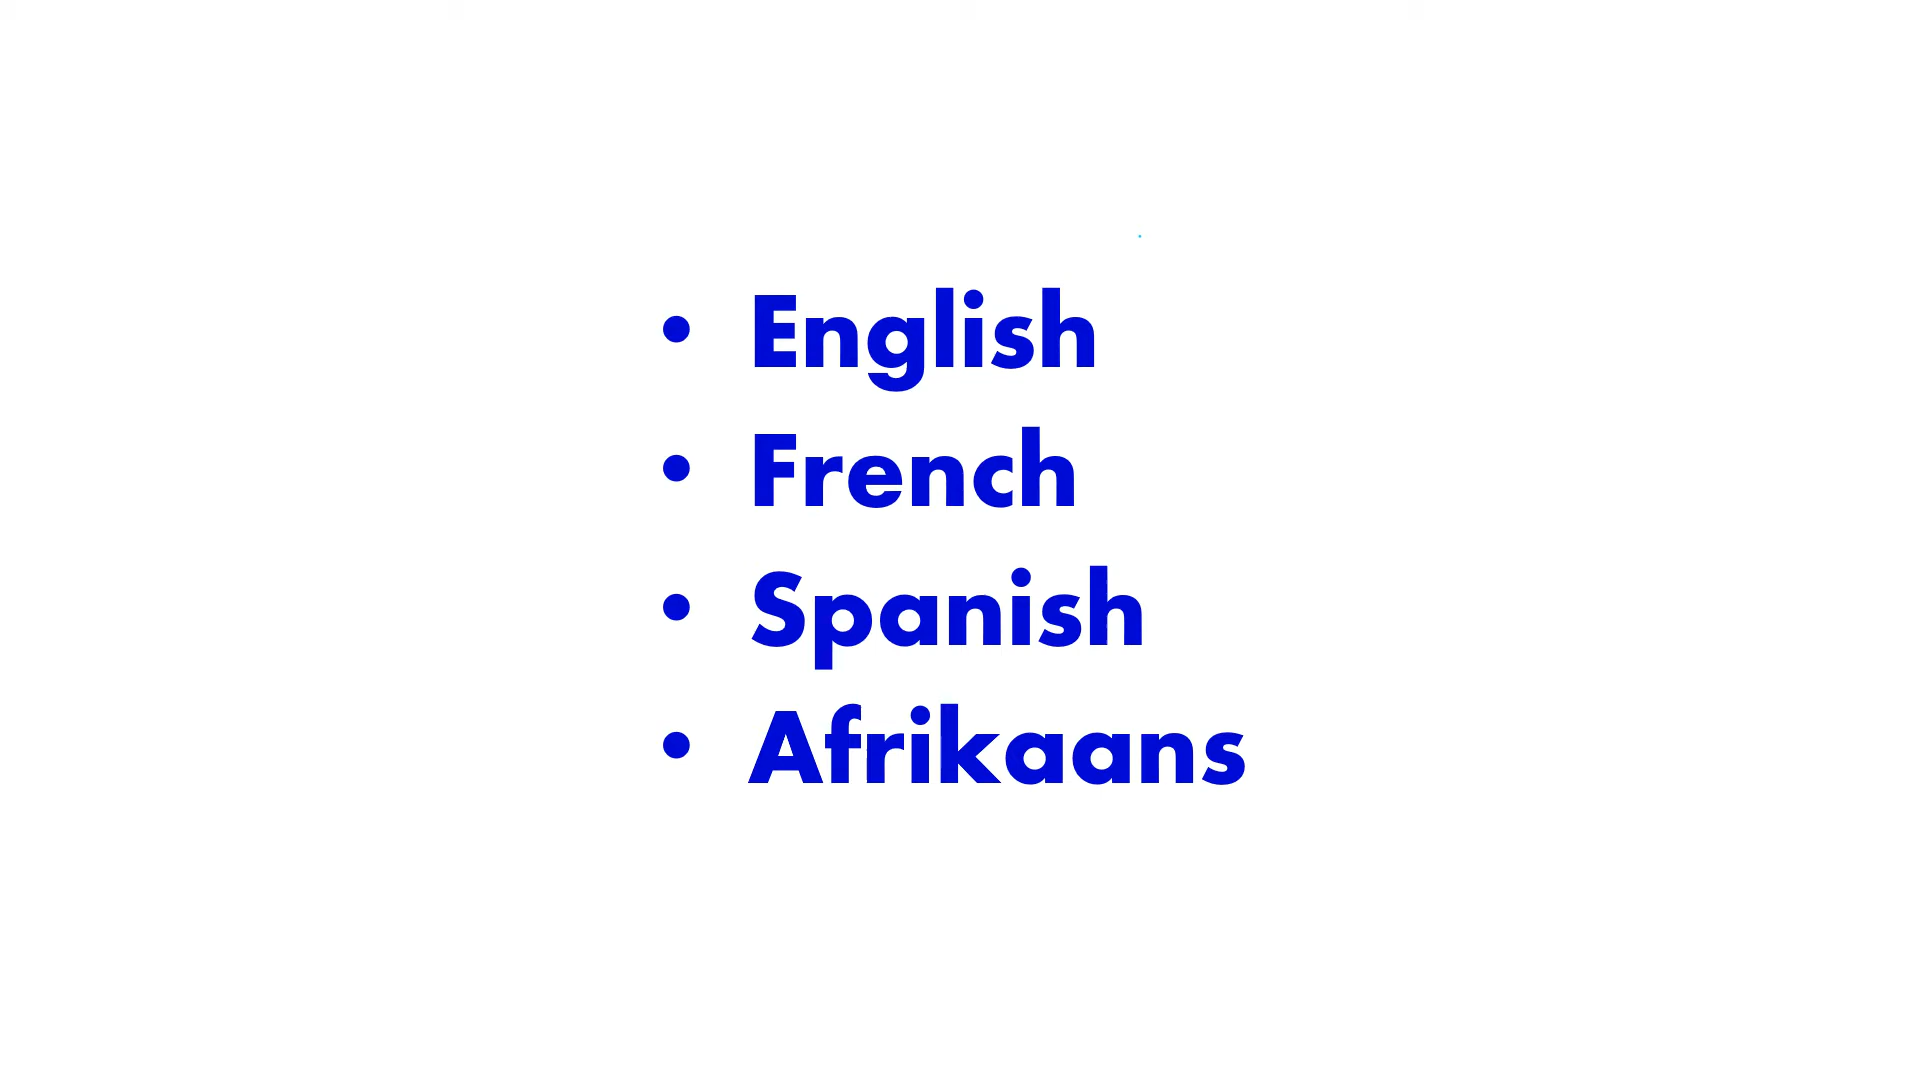 • English
• French
• Spanish
• Afrikaans